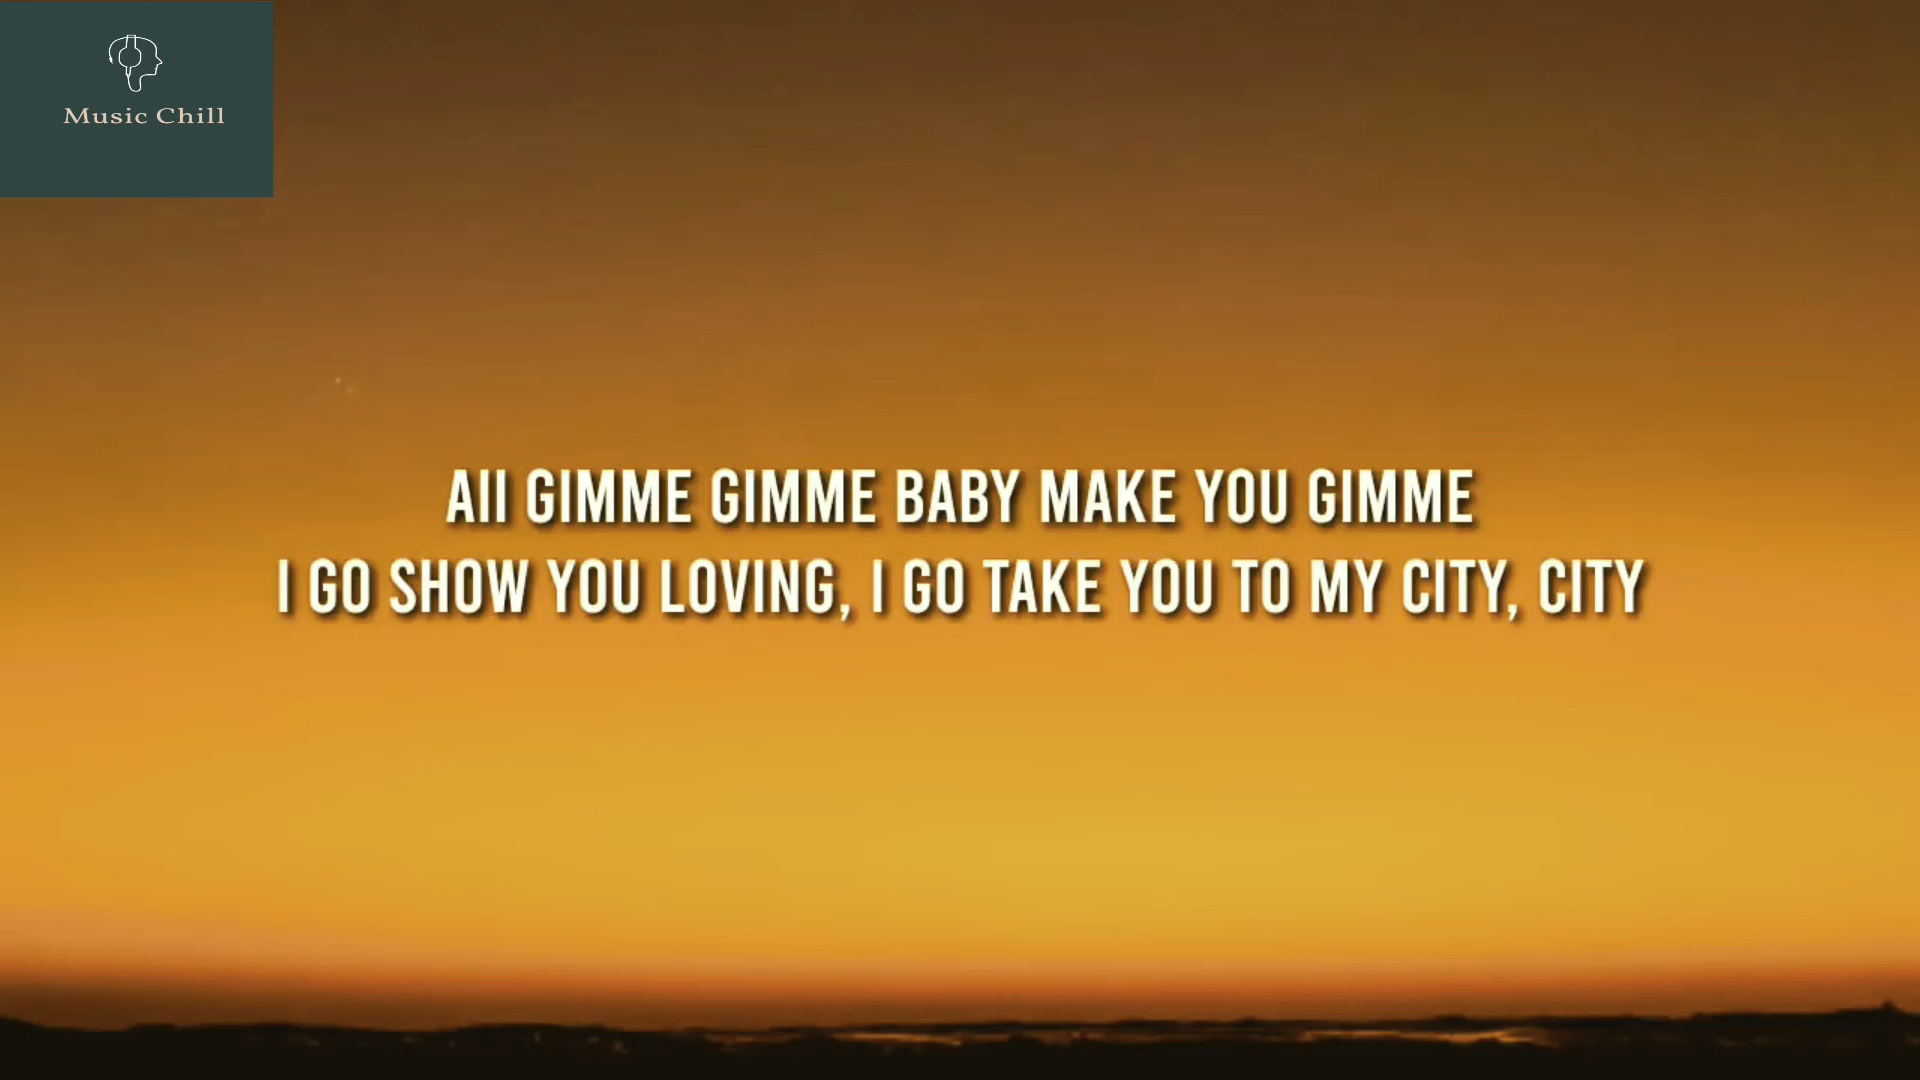 Music Chill
AII GIMME GIMME BABY MAKE YOU GIMME
I GO SHOW YOU LOVING, I GO TAKE YOU TO MY CITY, CITY